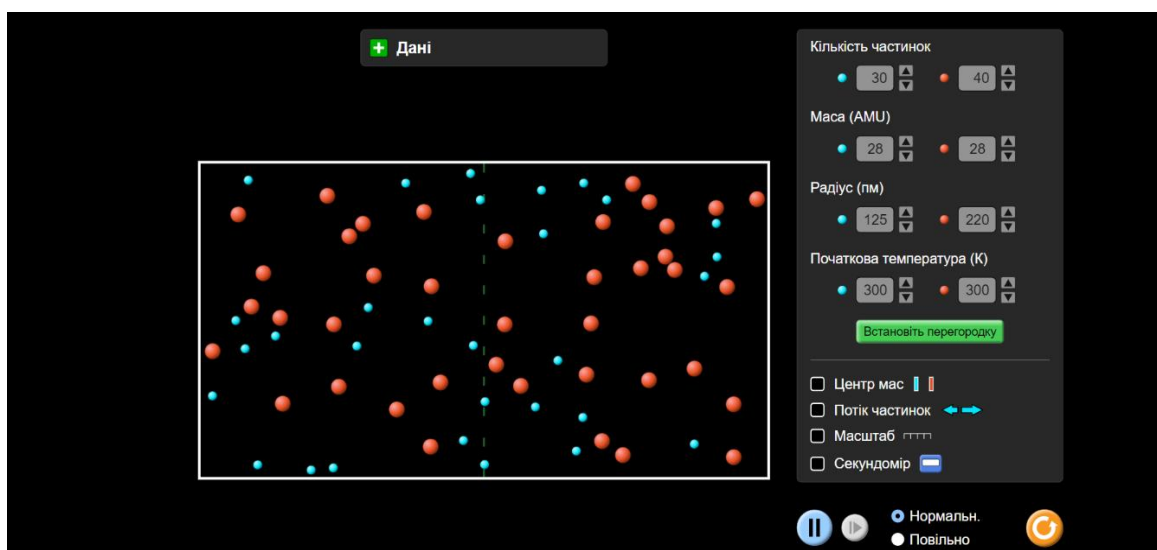 Дані
Кількість частинок
30 40
Маса (AMU)
28 28
Радіус (пм)
125 220
Початкова температура (К)
300 300
Встановіть перегородку
Центр мас
Потік частинок
Масштаб
Секундомір
Нормальн.
Повільно